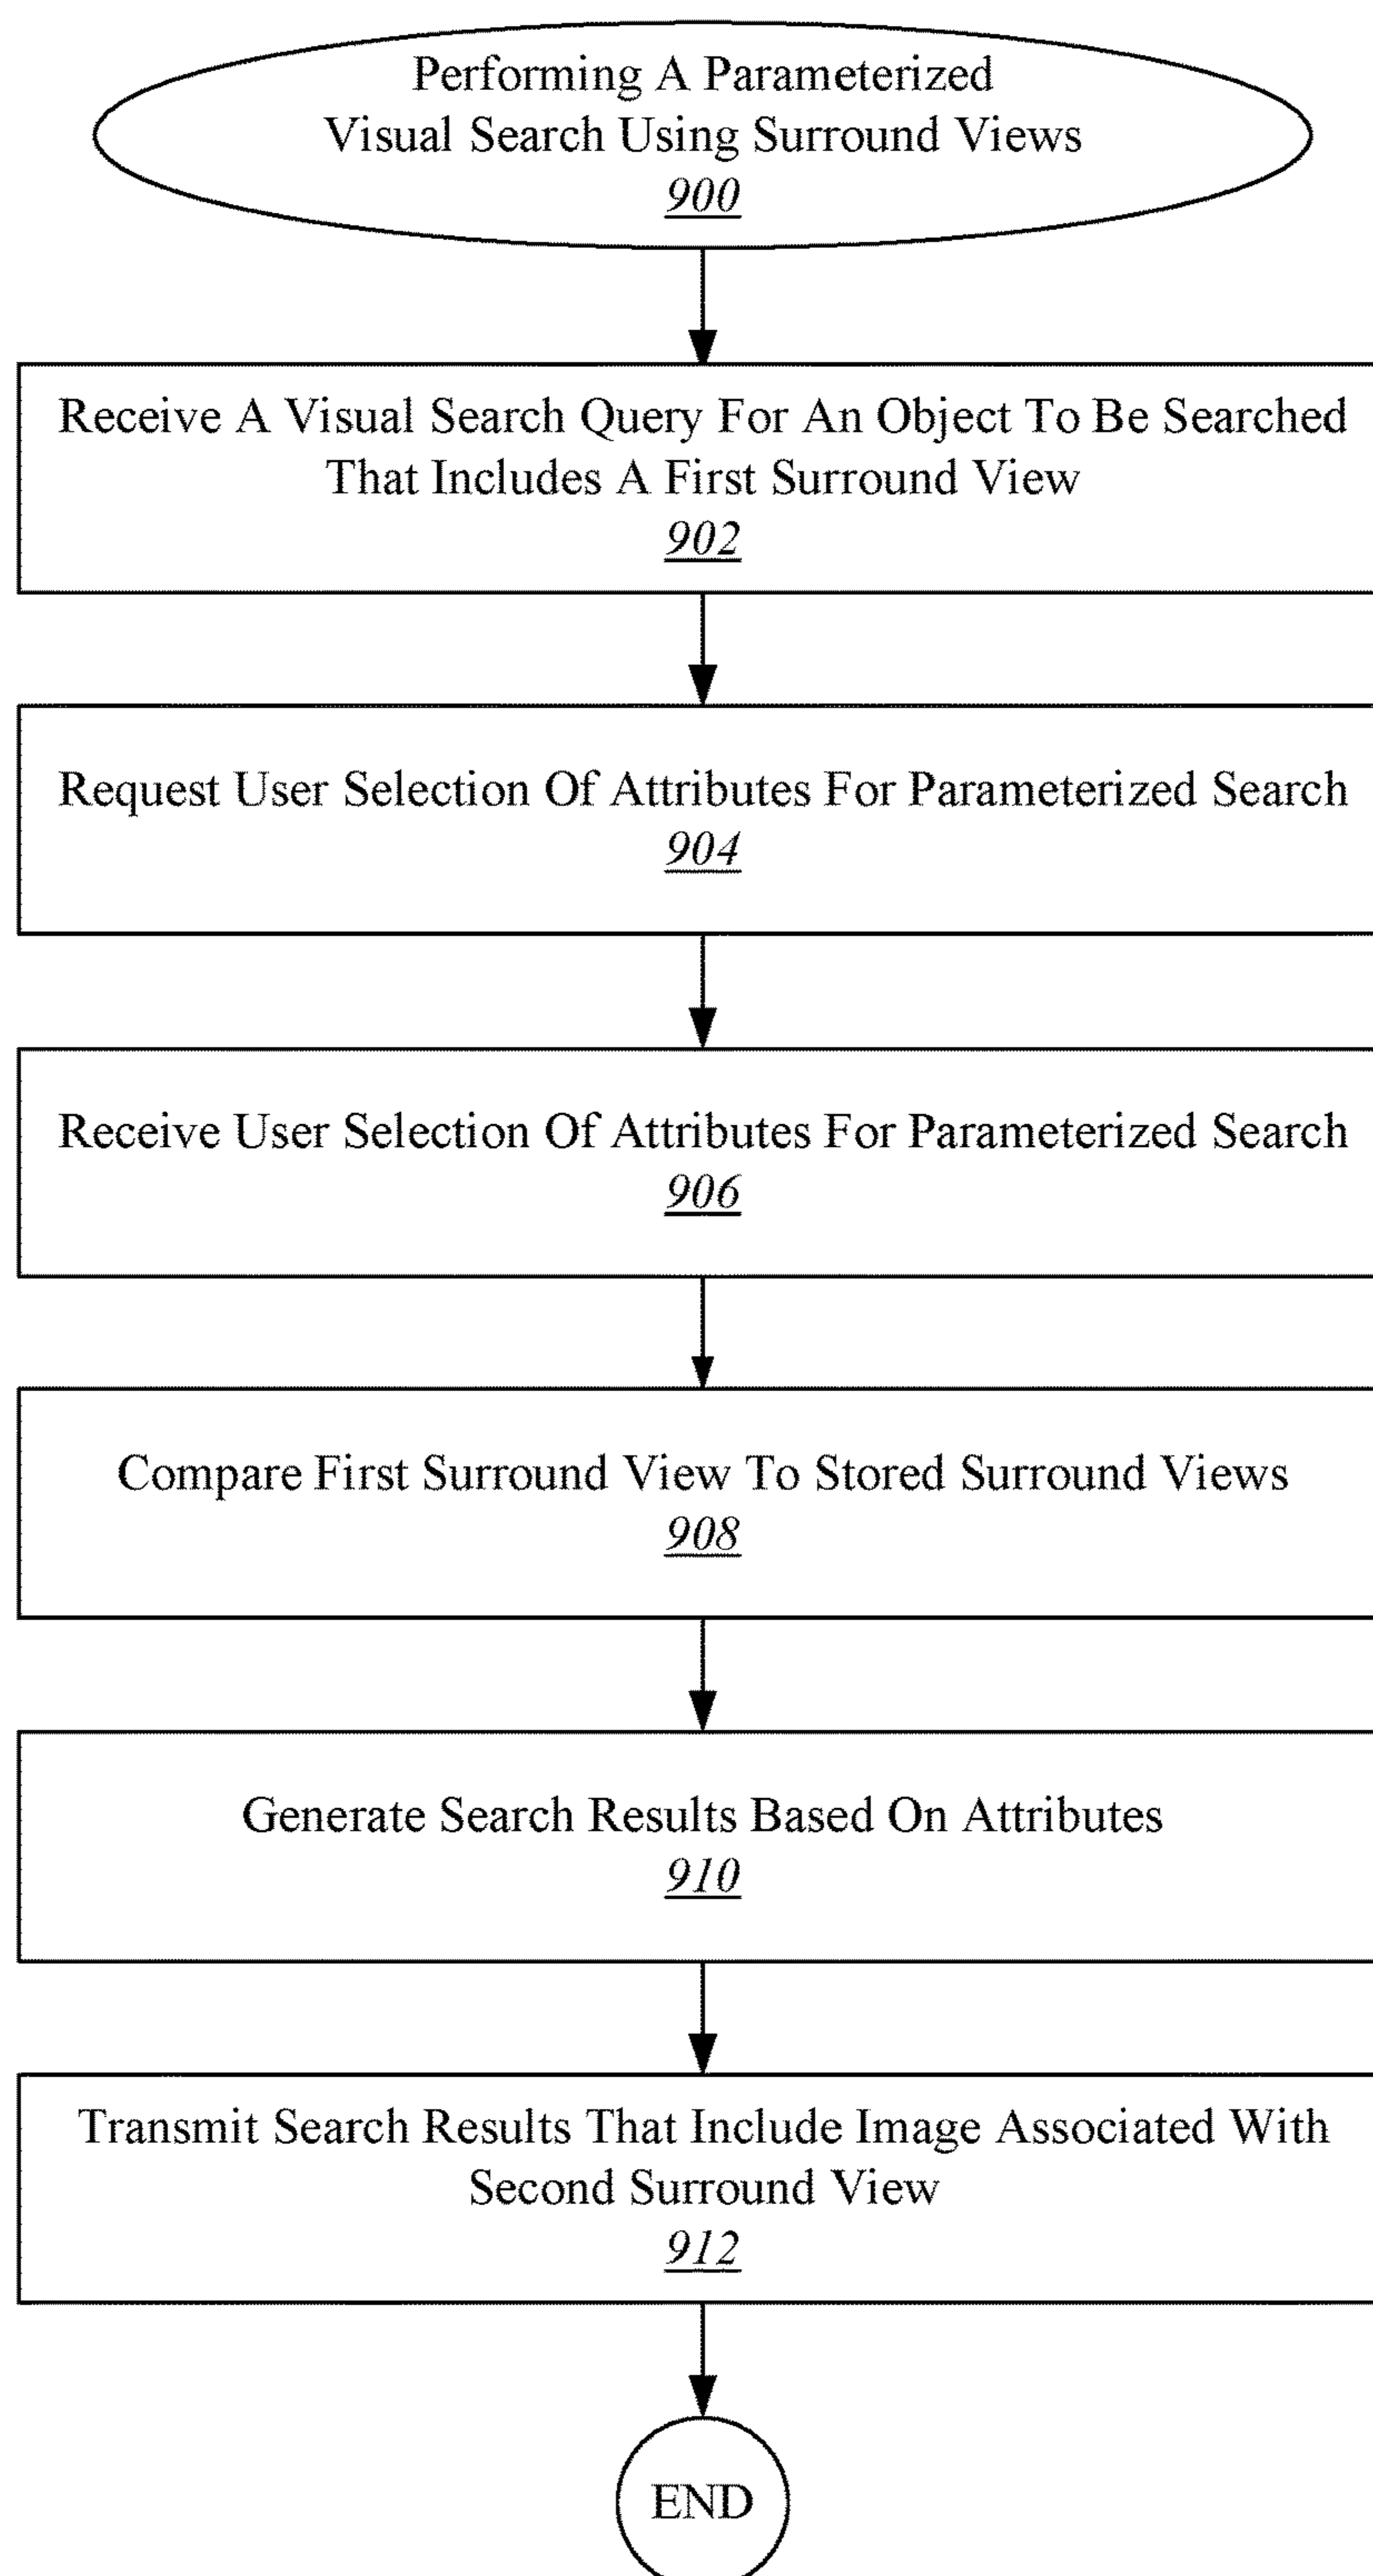 Performing A Parameterized
Visual Search Using Surround Views
900
Receive A Visual Search Query For An Object To Be Searched
That Includes A First Surround View
902
Request User Selection Of Attributes For Parameterized Search
904
Receive User Selection Of Attributes For Parameterized Search
906
Compare First Surround View To Stored Surround Views
908
Generate Search Results Based On Attributes
910
Transmit Search Results That Include Image Associated With
Second Surround View
912
END